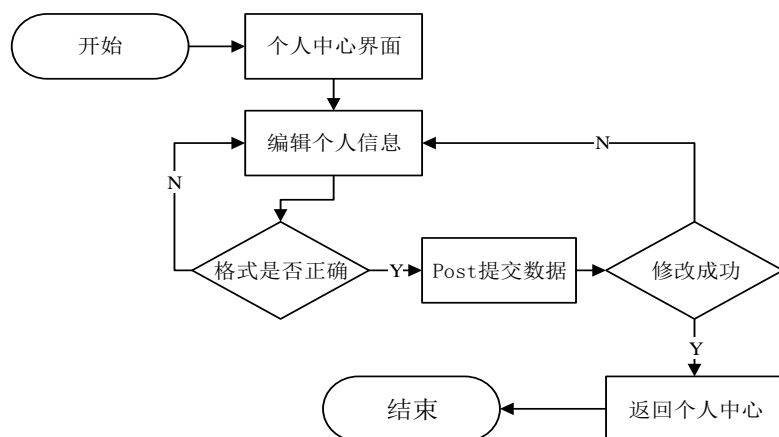 开始
个人中心界面
编辑个人信息
N
N
格式是否正确
Y
Post提交数据
修改成功
Y
结束
返回个人中心